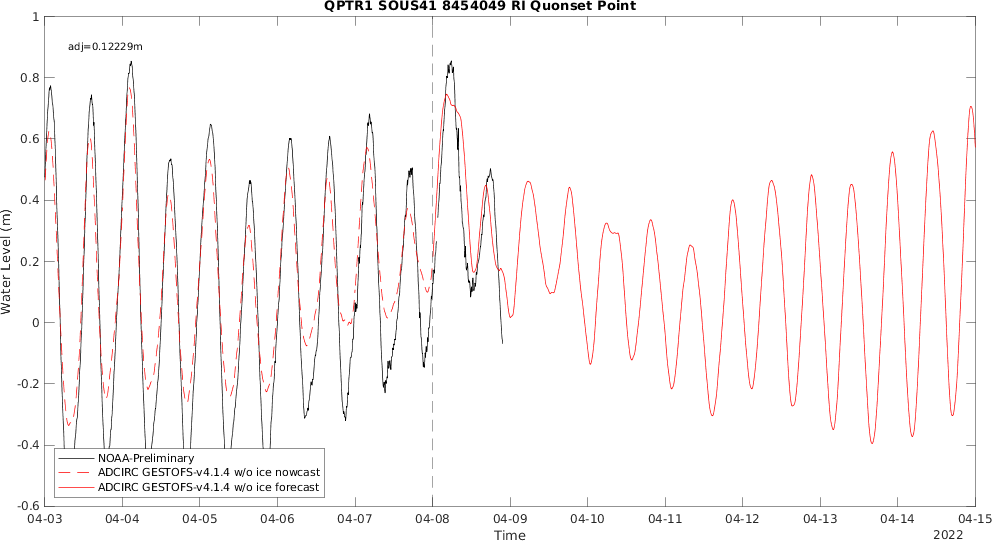 QPTR1 SOUS41 8454049 RI Quonset Point
adj=0.12229m
1
0.8
0.6
0.4
0.2
0
-0.2
-0.4
-0.6
Water Level (m)
NOAA-Preliminary
ADCIRC GESTOFS-v4.1.4 w/o ice nowcast
ADCIRC GESTOFS-v4.1.4 w/o ice forecast
04-03 04-04 04-05 04-06 04-07 04-08 04-09 04-10 04-11 04-12 04-13 04-14 04-15
Time
2022